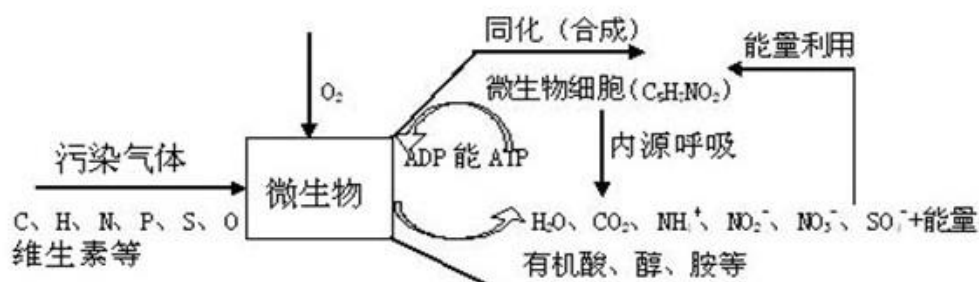 同化（合成）
能量利用
O₂
微生物细胞(C₅H₇NO₂)
ADP 能 ATP
内源呼吸
污染气体
微生物
C、H、N、P、S、O
维生素等
H₂O、CO₂、NH₄⁺、NO₂⁻、NO₃⁻、SO₄⁻+能量
有机酸、醇、胺等